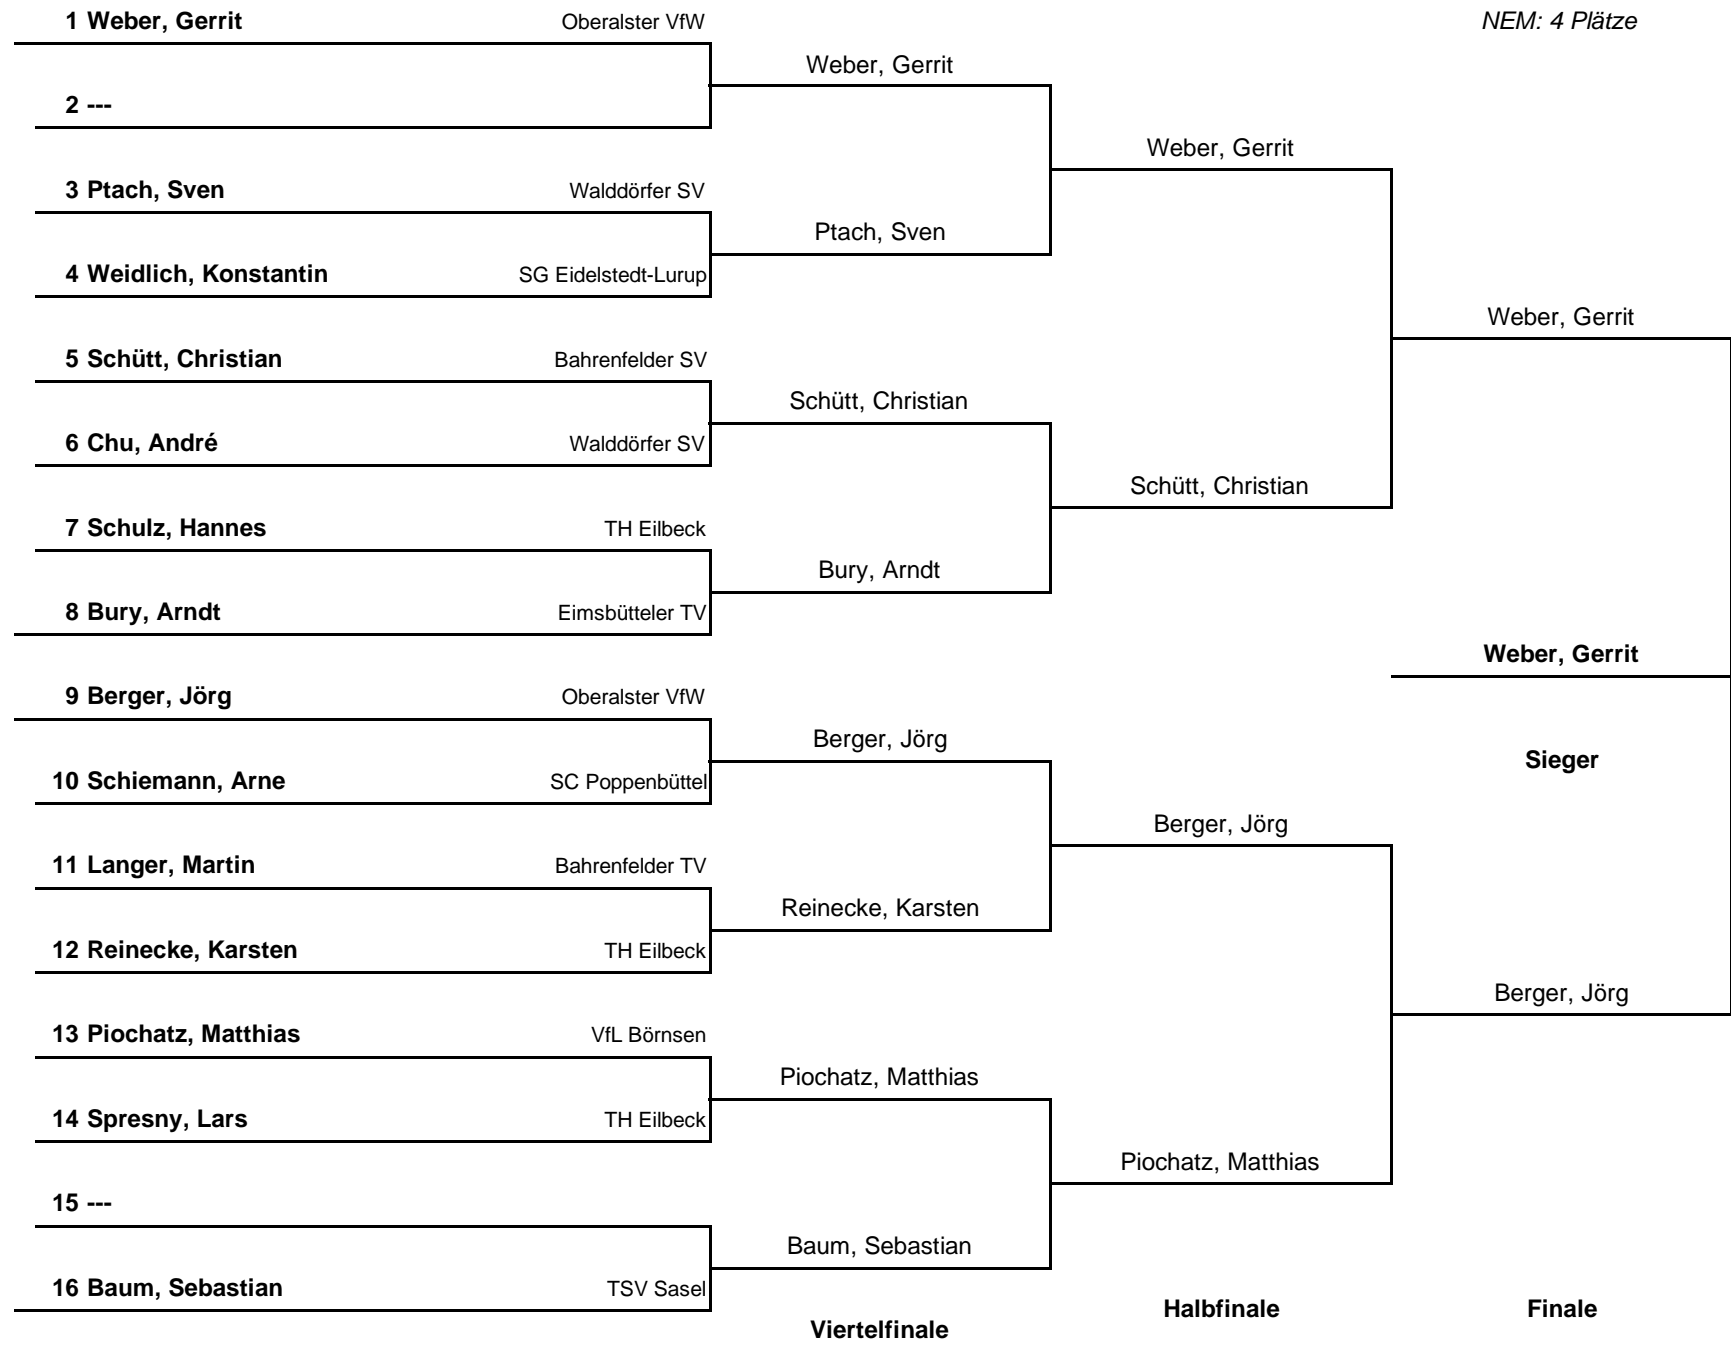 1 Weber, Gerrit Oberalster VfW
NEM: 4 Plätze
Weber, Gerrit
2 ---
Weber, Gerrit
3 Ptach, Sven Walddörfer SV
Ptach, Sven
4 Weidlich, Konstantin SG Eidelstedt-Lurup
Weber, Gerrit
5 Schütt, Christian Bahrenfelder SV
Schütt, Christian
6 Chu, André Walddörfer SV
Schütt, Christian
7 Schulz, Hannes TH Eilbeck
Bury, Arndt
8 Bury, Arndt Eimsbütteler TV
Weber, Gerrit
9 Berger, Jörg Oberalster VfW
Berger, Jörg
Sieger
10 Schiemann, Arne SC Poppenbüttel
Berger, Jörg
11 Langer, Martin Bahrenfelder TV
Reinecke, Karsten
12 Reinecke, Karsten TH Eilbeck
Berger, Jörg
13 Piochatz, Matthias VfL Börnsen
Piochatz, Matthias
14 Spresny, Lars TH Eilbeck
Piochatz, Matthias
15 ---
Baum, Sebastian
16 Baum, Sebastian TSV Sasel
Halbfinale
Finale
Viertelfinale